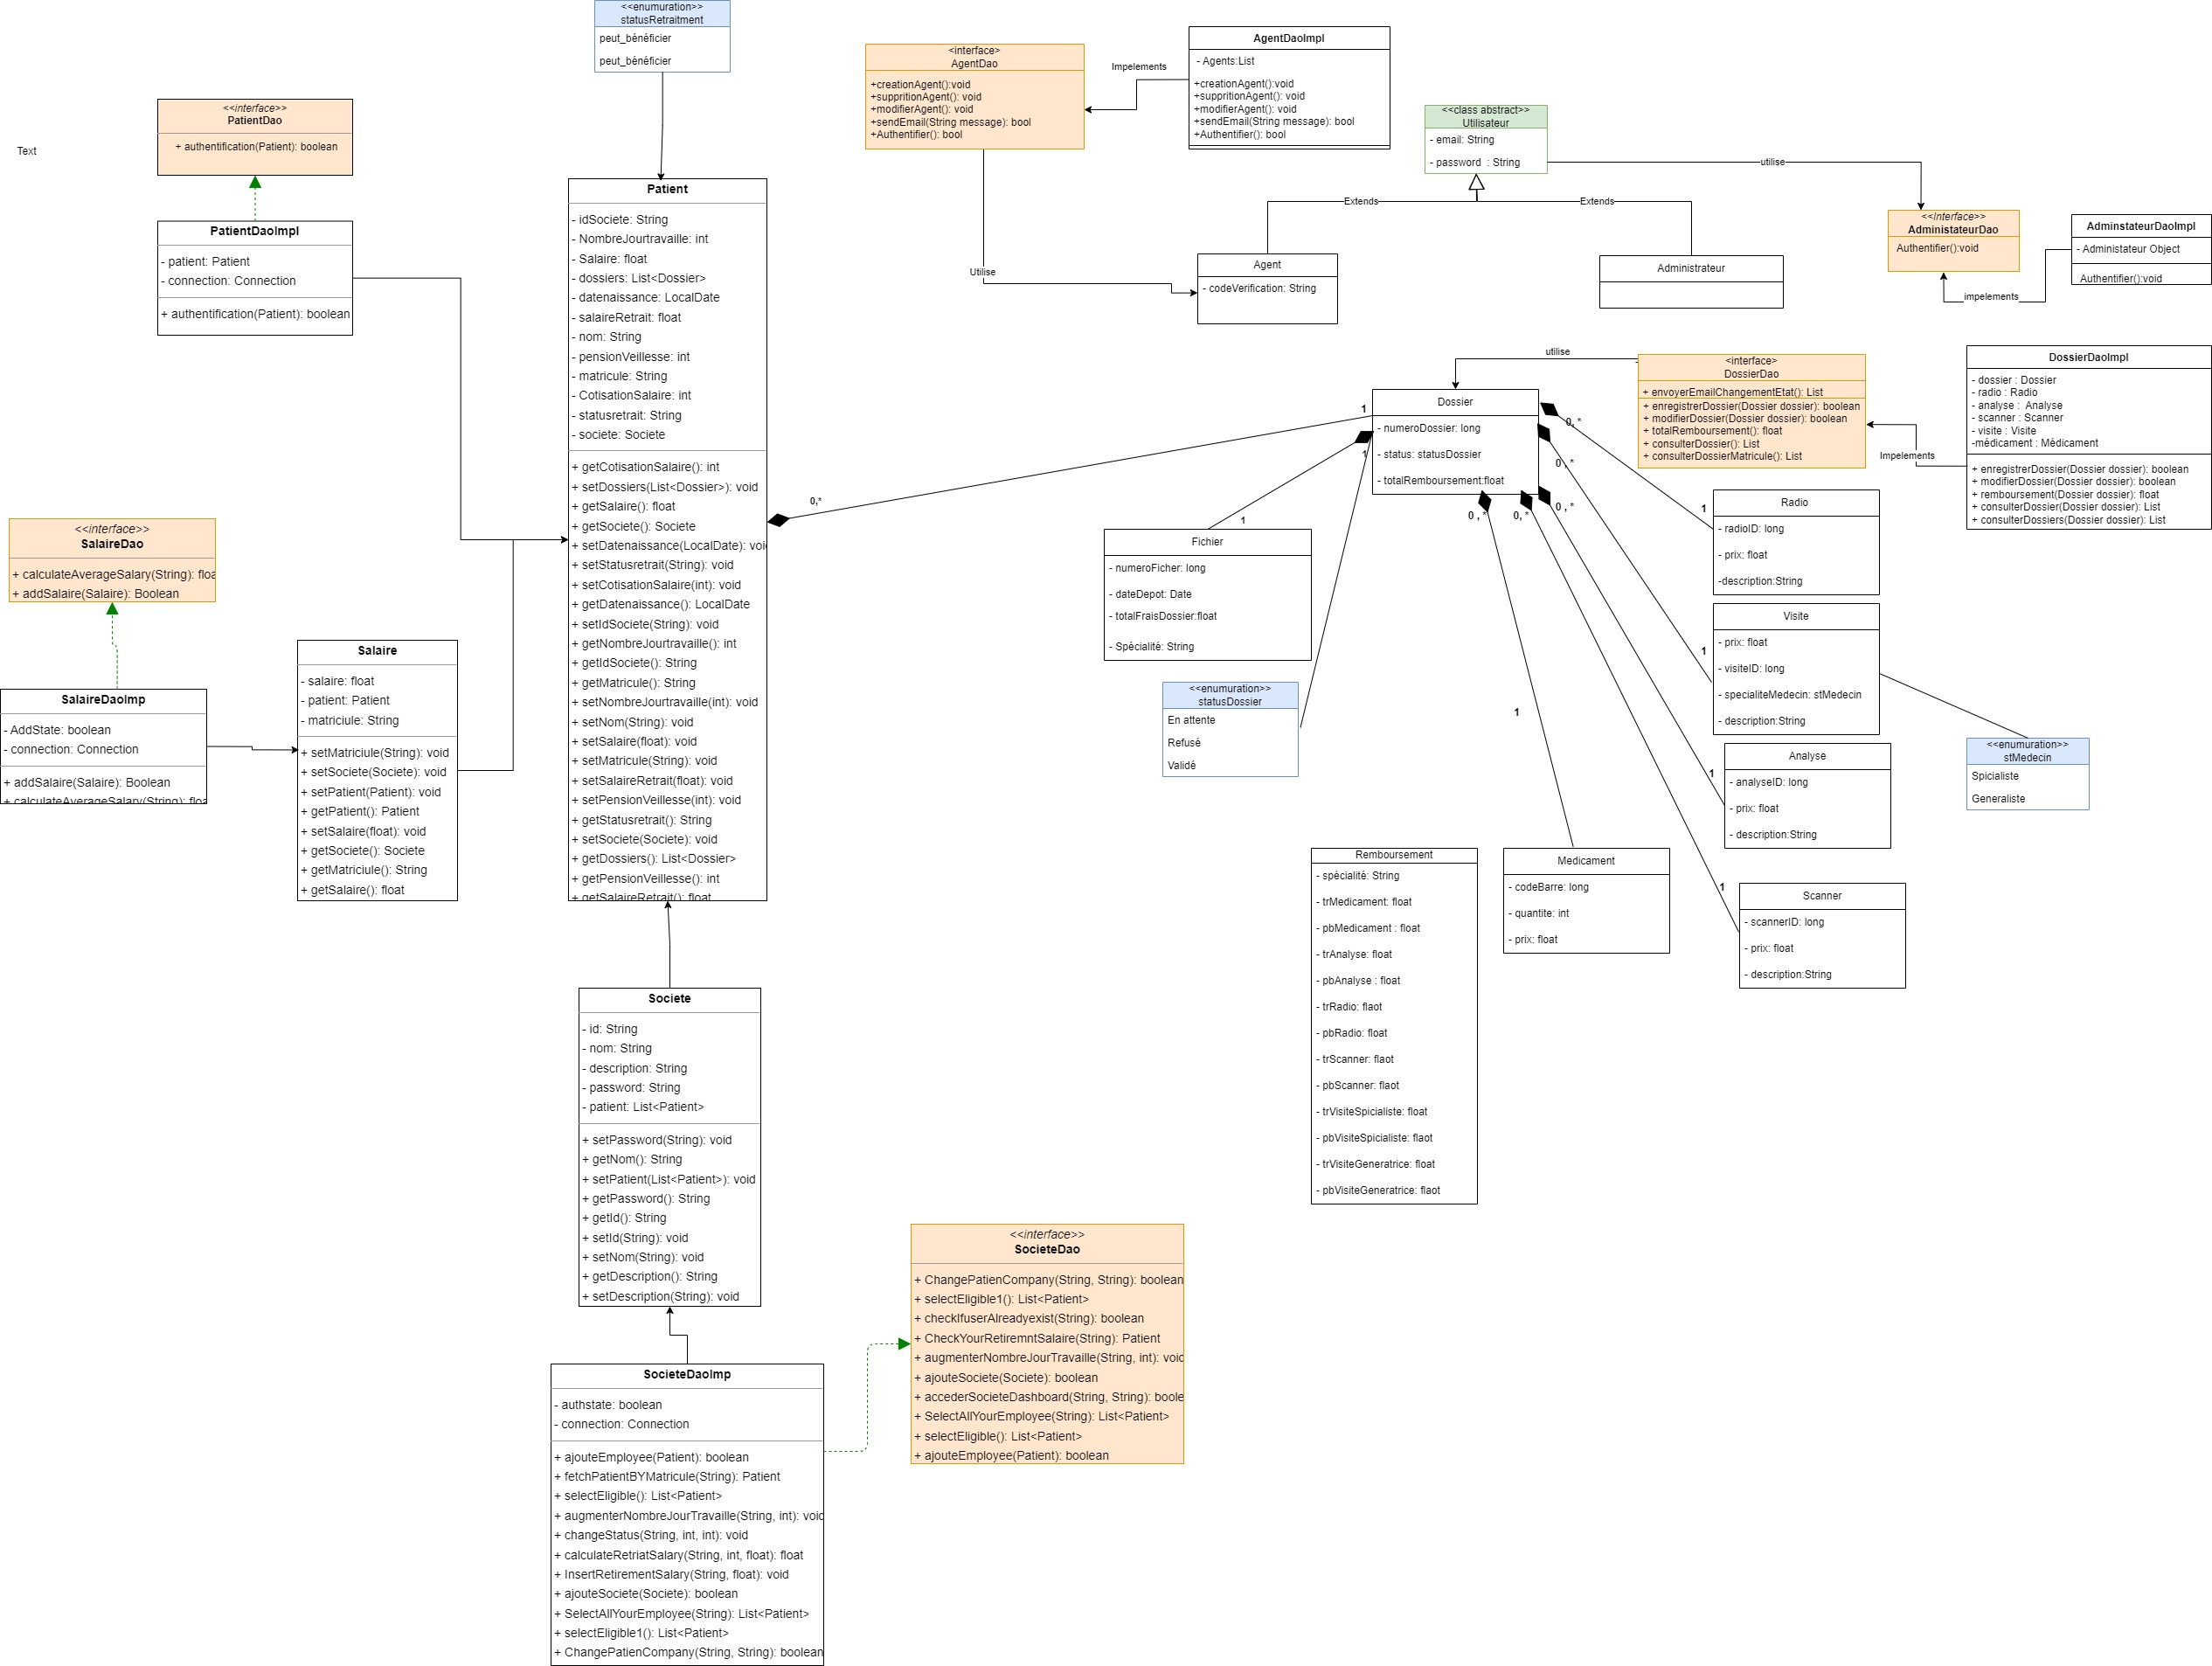 <<enumuration>>
statusRetraitment
peut_bénéficier
peut_bénéficier
<interface>
AgentDao
+creationAgent():void
+suppritionAgent(): void
+modifierAgent(): void
+sendEmail(String message): bool
+Authentifier(): bool
Impelements
AgentDaoImpl
- Agents:List
+creationAgent():void
+suppritionAgent(): void
+modifierAgent(): void
+sendEmail(String message): bool
+Authentifier(): bool
<<class abstract>>
Utilisateur
- email: String
- password : String
utilise
Extends
Extends
<<Interface>>
AdministateurDao
Authentifier():void
AdminstateurDaoImpl
- Administateur Object
Authentifier():void
impelements
Utilise
Agent
- codeVerification: String
Administrateur
Text
<<interface>>
PatientDao
+ authentification(Patient): boolean
PatientDaoImpl
- patient: Patient
- connection: Connection
+ authentification(Patient): boolean
Patient
- idSociete: String
- NombreJourtravaille: int
- Salaire: float
- dossiers: List<Dossier>
- datenaissance: LocalDate
- salaireRetrait: float
- nom: String
- pensionVeillesse: int
- matricule: String
- CotisationSalaire: int
- statusretrait: String
- societe: Societe
+ getCotisationSalaire(): int
+ setDossiers(List<Dossier>): void
+ getSalaire(): float
+ getSociete(): Societe
+ setDatenaissance(LocalDate): voi
+ setStatusretrait(String): void
+ setCotisationSalaire(int): void
+ getDatenaissance(): LocalDate
+ setIdSociete(String): void
+ getNombreJourtravaille(): int
+ getIdSociete(): String
+ getMatricule(): String
+ setNombreJourtravaille(int): void
+ setNom(String): void
+ setSalaire(float): void
+ setMatricule(String): void
+ setSalaireRetrait(float): void
+ setPensionVeillesse(int): void
+ getStatusretrait(): String
+ setSociete(Societe): void
+ getDossiers(): List<Dossier>
+ getPensionVeillesse(): int
+ getSalaireRetrait(): float
0,*
1
utilise
Dossier
- numeroDossier: long
- status: statusDossier
- totalRemboursement:float
1
0, *
0 , *
0 , *
0, *
0 , *
<interface>
DossierDao
+ envoyerEmailChangementEtat(): List
+ enregistrerDossier(Dossier dossier): boolean
+ modifierDossier(Dossier dossier): boolean
+ totalRemboursement(): float
+ consulterDossier(): List
+ consulterDossierMatricule(): List
Impelements
DossierDaoImpl
- dossier : Dossier
- radio : Radio
- analyse : Analyse
- scanner : Scanner
- visite : Visite
-médicament : Médicament
+ enregistrerDossier(Dossier dossier): boolean
+ modifierDossier(Dossier dossier): boolean
+ remboursement(Dossier dossier): float
+ consulterDossier(Dossier dossier): List
+ consulterDossiers(Dossier dossier): List
1
Fichier
- numeroFicher: long
- dateDepot: Date
- totalFraisDossier:float
- Spécialité: String
1
Radio
- radioID: long
- prix: float
-description:String
1
Visite
- prix: float
- visiteID: long
- specialiteMedecin: stMedecin
- description:String
<<enumuration>>
statusDossier
En attente
Refusé
Validé
1
1
Analyse
- analyseID: long
- prix: float
- description:String
<<enumuration>>
stMedecin
Spicialiste
Generaliste
<<interface>>
SalaireDao
+ calculateAverageSalary(String): floa
+ addSalaire(Salaire): Boolean
SalaireDaoImp
- AddState: boolean
- connection: Connection
+ addSalaire(Salaire): Boolean
+ calculateAverageSalary(String): floa
Salaire
- salaire: float
- patient: Patient
- matriciule: String
+ setMatriciule(String): void
+ setSociete(Societe): void
+ setPatient(Patient): void
+ getPatient(): Patient
+ setSalaire(float): void
+ getSociete(): Societe
+ getMatriciule(): String
+ getSalaire(): float
Remboursement
- spécialité: String
- trMedicament: float
- pbMedicament : float
- trAnalyse: float
- pbAnalyse : float
- trRadio: flaot
- pbRadio: float
- trScanner: flaot
- pbScanner: flaot
- trVisiteSpicialiste: float
- pbVisiteSpicialiste: flaot
- trVisiteGeneratrice: float
- pbVisiteGeneratrice: flaot
Medicament
- codeBarre: long
- quantite: int
- prix: float
1
Scanner
- scannerID: long
- prix: float
- description:String
Societe
- id: String
- nom: String
- description: String
- password: String
- patient: List<Patient>
+ setPassword(String): void
+ getNom(): String
+ setPatient(List<Patient>): void
+ getPassword(): String
+ getId(): String
+ setId(String): void
+ setNom(String): void
+ getDescription(): String
+ setDescription(String): void
<<interface>>
SocieteDao
+ ChangePatienCompany(String, String): boolean
+ selectEligible1(): List<Patient>
+ checkIfuserAlreadyexist(String): boolean
+ CheckYourRetiremntSalaire(String): Patient
+ augmenterNombreJourTravaille(String, int): void
+ ajouteSociete(Societe): boolean
+ accederSocieteDashboard(String, String): boole
+ SelectAllYourEmployee(String): List<Patient>
+ selectEligible(): List<Patient>
+ ajouteEmployee(Patient): boolean
SocieteDaoImp
- authstate: boolean
- connection: Connection
+ ajouteEmployee(Patient): boolean
+ fetchPatientBYMatricule(String): Patient
+ selectEligible(): List<Patient>
+ augmenterNombreJourTravaille(String, int): void
+ changeStatus(String, int, int): void
+ calculateRetriatSalary(String, int, float): float
+ InsertRetirementSalary(String, float): void
+ ajouteSociete(Societe): boolean
+ SelectAllYourEmployee(String): List<Patient>
+ selectEligible1(): List<Patient>
+ ChangePatienCompany(String, String): boolean